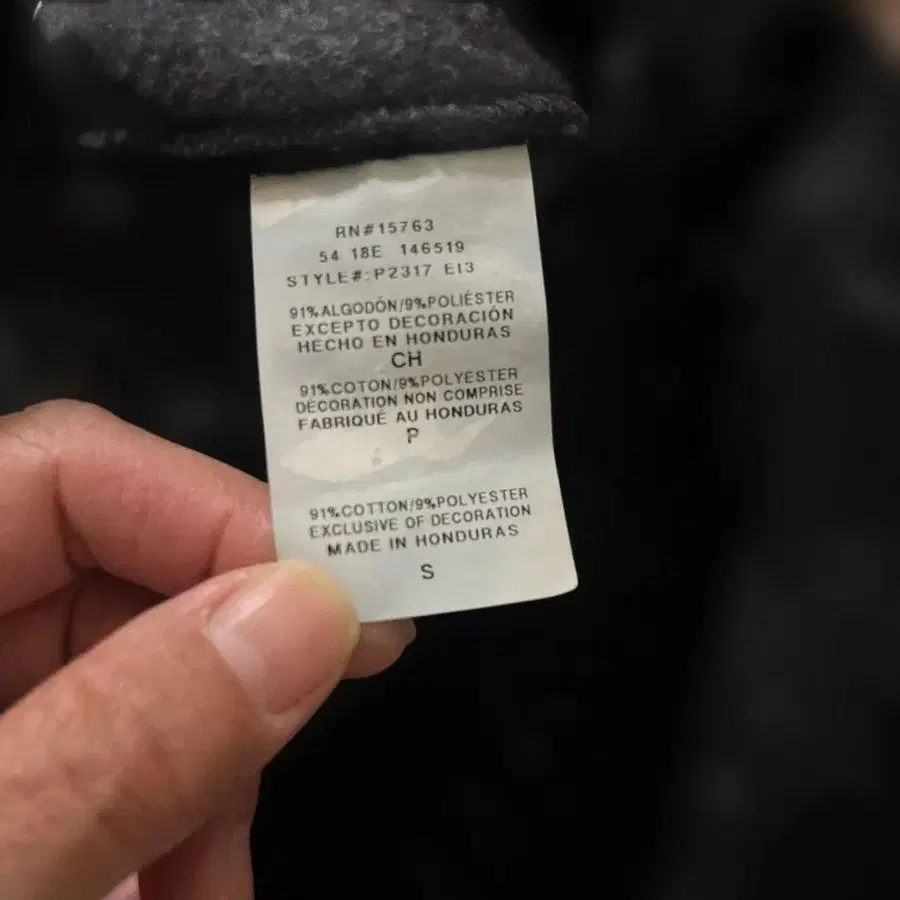 RN#15763
54 18E 146519
STYLE#:P2317 E13
91%ALGODÓN/9%POLIÉSTER
EXCEPTO DECORACIÓN
HECHO EN HONDURAS
CH
91%COTON/9%POLYESTER
DÉCORATION NON COMPRISE
FABRIQUÉ AU HONDURAS
P
91%COTTON/9%POLYESTER
EXCLUSIVE OF DECORATION
MADE IN HONDURAS
S